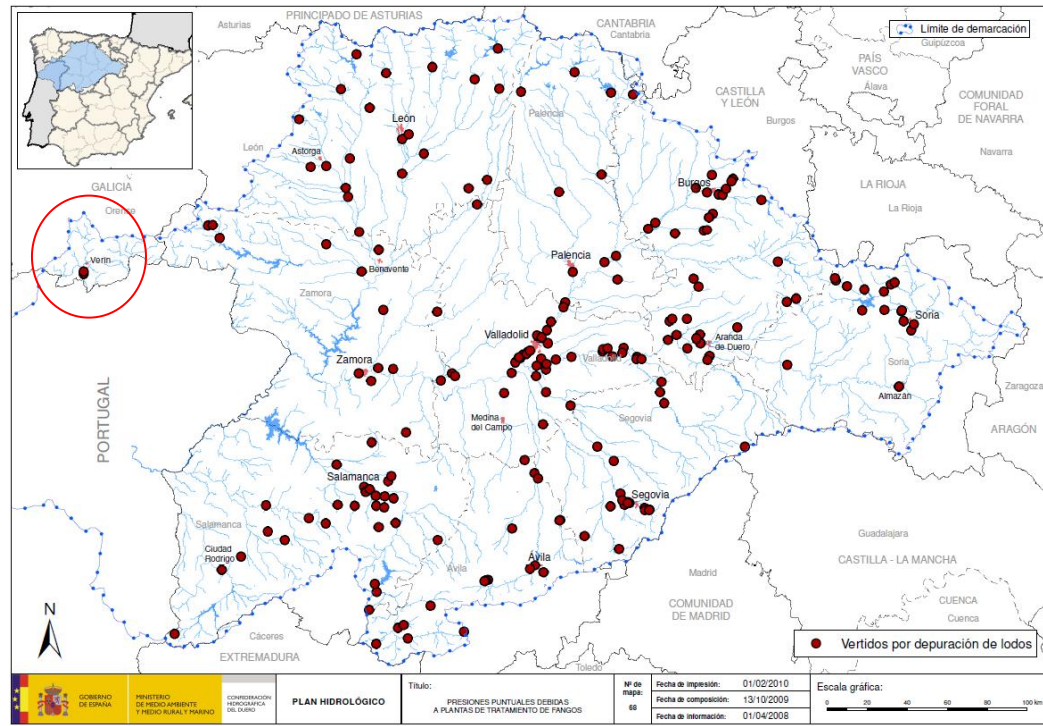 PRINCIPADO DE ASTURIAS
Asturias
CANTABRIA
Cantabria
Límite de demarcación
Guipúzcoa
PAÍS
VASCO
Álava
COMUNIDAD
FORAL
DE NAVARRA
Navarra
CASTILLA
Y LEÓN
Burgos
Palencia
León
León
Astorga
GALICIA
Orense
Verín
LA RIOJA
La Rioja
Burgos
Palencia
Benavente
Zamora
Valladolid
Valladolid
Aranda
de Duero
Soria
Soria
Almazán
Zaragoza
ARAGÓN
Zamora
Medina
del Campo
Segovia
PORTUGAL
Salamanca
Segovia
Salamanca
Ciudad
Rodrigo
Ávila
Ávila
Guadalajara
CASTILLA - LA MANCHA
Madrid
COMUNIDAD
DE MADRID
CUENCA
Cuenca
N
Cáceres
EXTREMADURA
Toledo
Vertidos por depuración de lodos
GOBIERNO
DE ESPAÑA
MINISTERIO
DE MEDIO AMBIENTE
Y MEDIO RURAL Y MARINO
CONFEDERACIÓN
HIDROGRÁFICA
DEL DUERO
PLAN HIDROLÓGICO
Título:
PRESIONES PUNTUALES DEBIDAS
A PLANTAS DE TRATAMIENTO DE FANGOS
Nº de
mapa:
68
Fecha de impresión: 01/02/2010
Fecha de composición: 13/10/2009
Fecha de información: 01/04/2008
Escala gráfica:
0 20 40 60 80 100 km